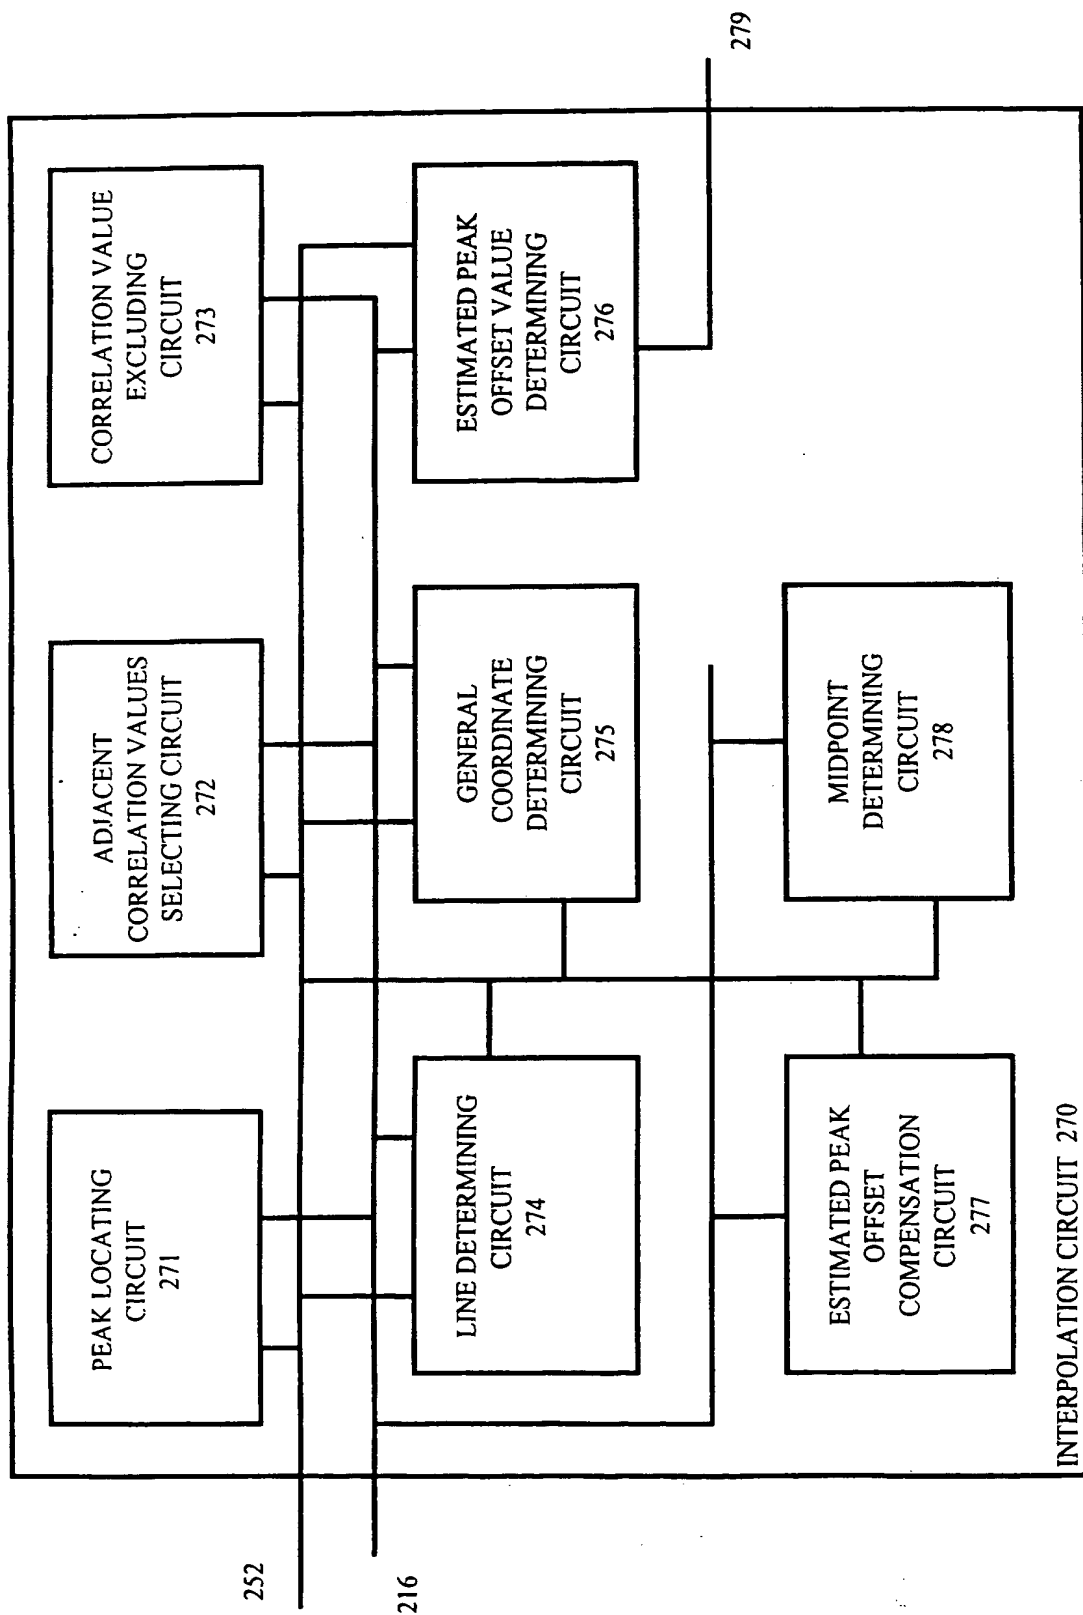 PEAK LOCATING
CIRCUIT
271
ADJACENT
CORRELATION VALUES
SELECTING CIRCUIT
272
CORRELATION VALUE
EXCLUDING
CIRCUIT
273
252
216
LINE DETERMINING
CIRCUIT
274
GENERAL
COORDINATE
DETERMINING
CIRCUIT
275
ESTIMATED PEAK
OFFSET VALUE
DETERMINING
CIRCUIT
276
279
ESTIMATED PEAK
OFFSET
COMPENSATION
CIRCUIT
277
MIDPOINT
DETERMINING
CIRCUIT
278
INTERPOLATION CIRCUIT 270